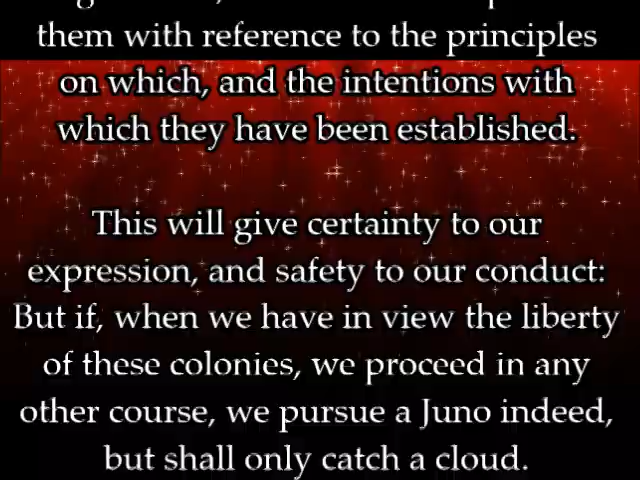 them with reference to the principles
on which, and the intentions with
which they have been established.
This will give certainty to our
expression, and safety to our conduct:
But if, when we have in view the liberty
of these colonies, we proceed in any
other course, we pursue a Juno indeed,
but shall only catch a cloud.